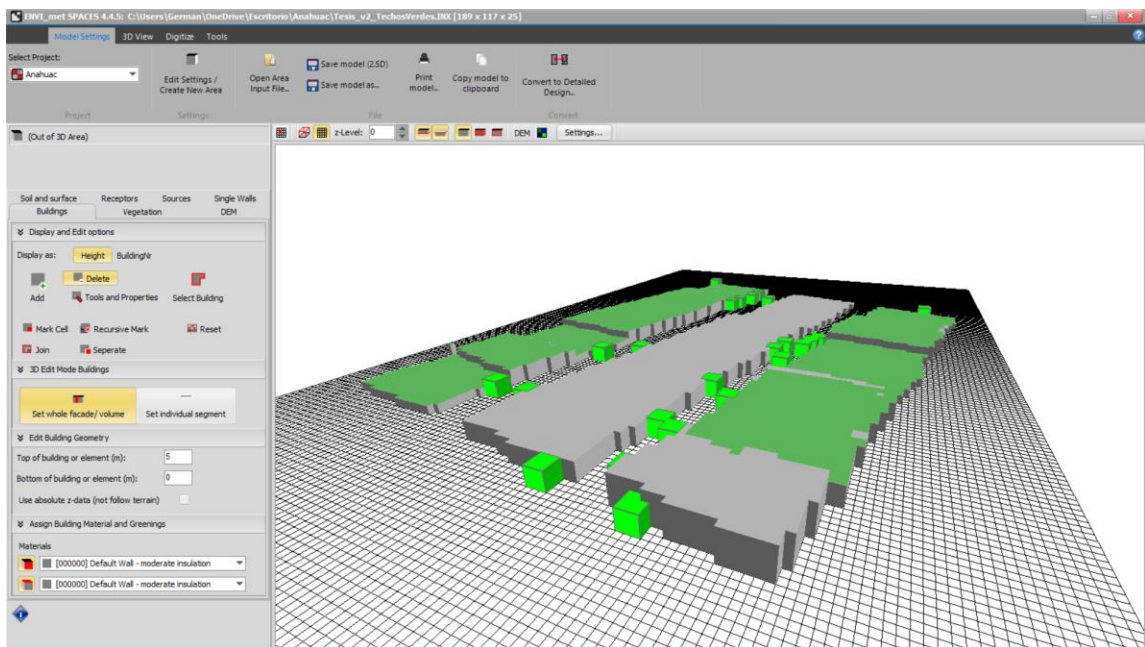 ENVI_met SPACES 4.4.5: C:\Users\German\OneDrive\Escritorio\Anahuac\Tesis_v2_TechosVerdes.INX [189 x 117 x 25]
Model Settings 3D View Digitize Tools
Select Project:
Anahuac
Edit Settings /
Create New Area
Open Area
Input File...
Save model (2.5D)
Save model as...
Print
model...
Copy model to
clipboard
Convert to Detailed
Design...
Project Settings File Convert
(Out of 3D Area)
z-Level: 0 DEM Settings...
Soil and surface Receptors Sources Single Walls
Buildings Vegetation DEM
Display and Edit options
Display as: Height BuildingNr
Add Delete
Tools and Properties Select Building
Mark Cell Recursive Mark Reset
Join Seperate
3D Edit Mode Buildings
Set whole facade/ volume Set individual segment
Edit Building Geometry
Top of building or element (m): 5
Bottom of building or element (m): 0
Use absolute z-data (not follow terrain)
Assign Building Material and Greenings
Materials
[000000] Default Wall - moderate insulation
[000000] Default Wall - moderate insulation